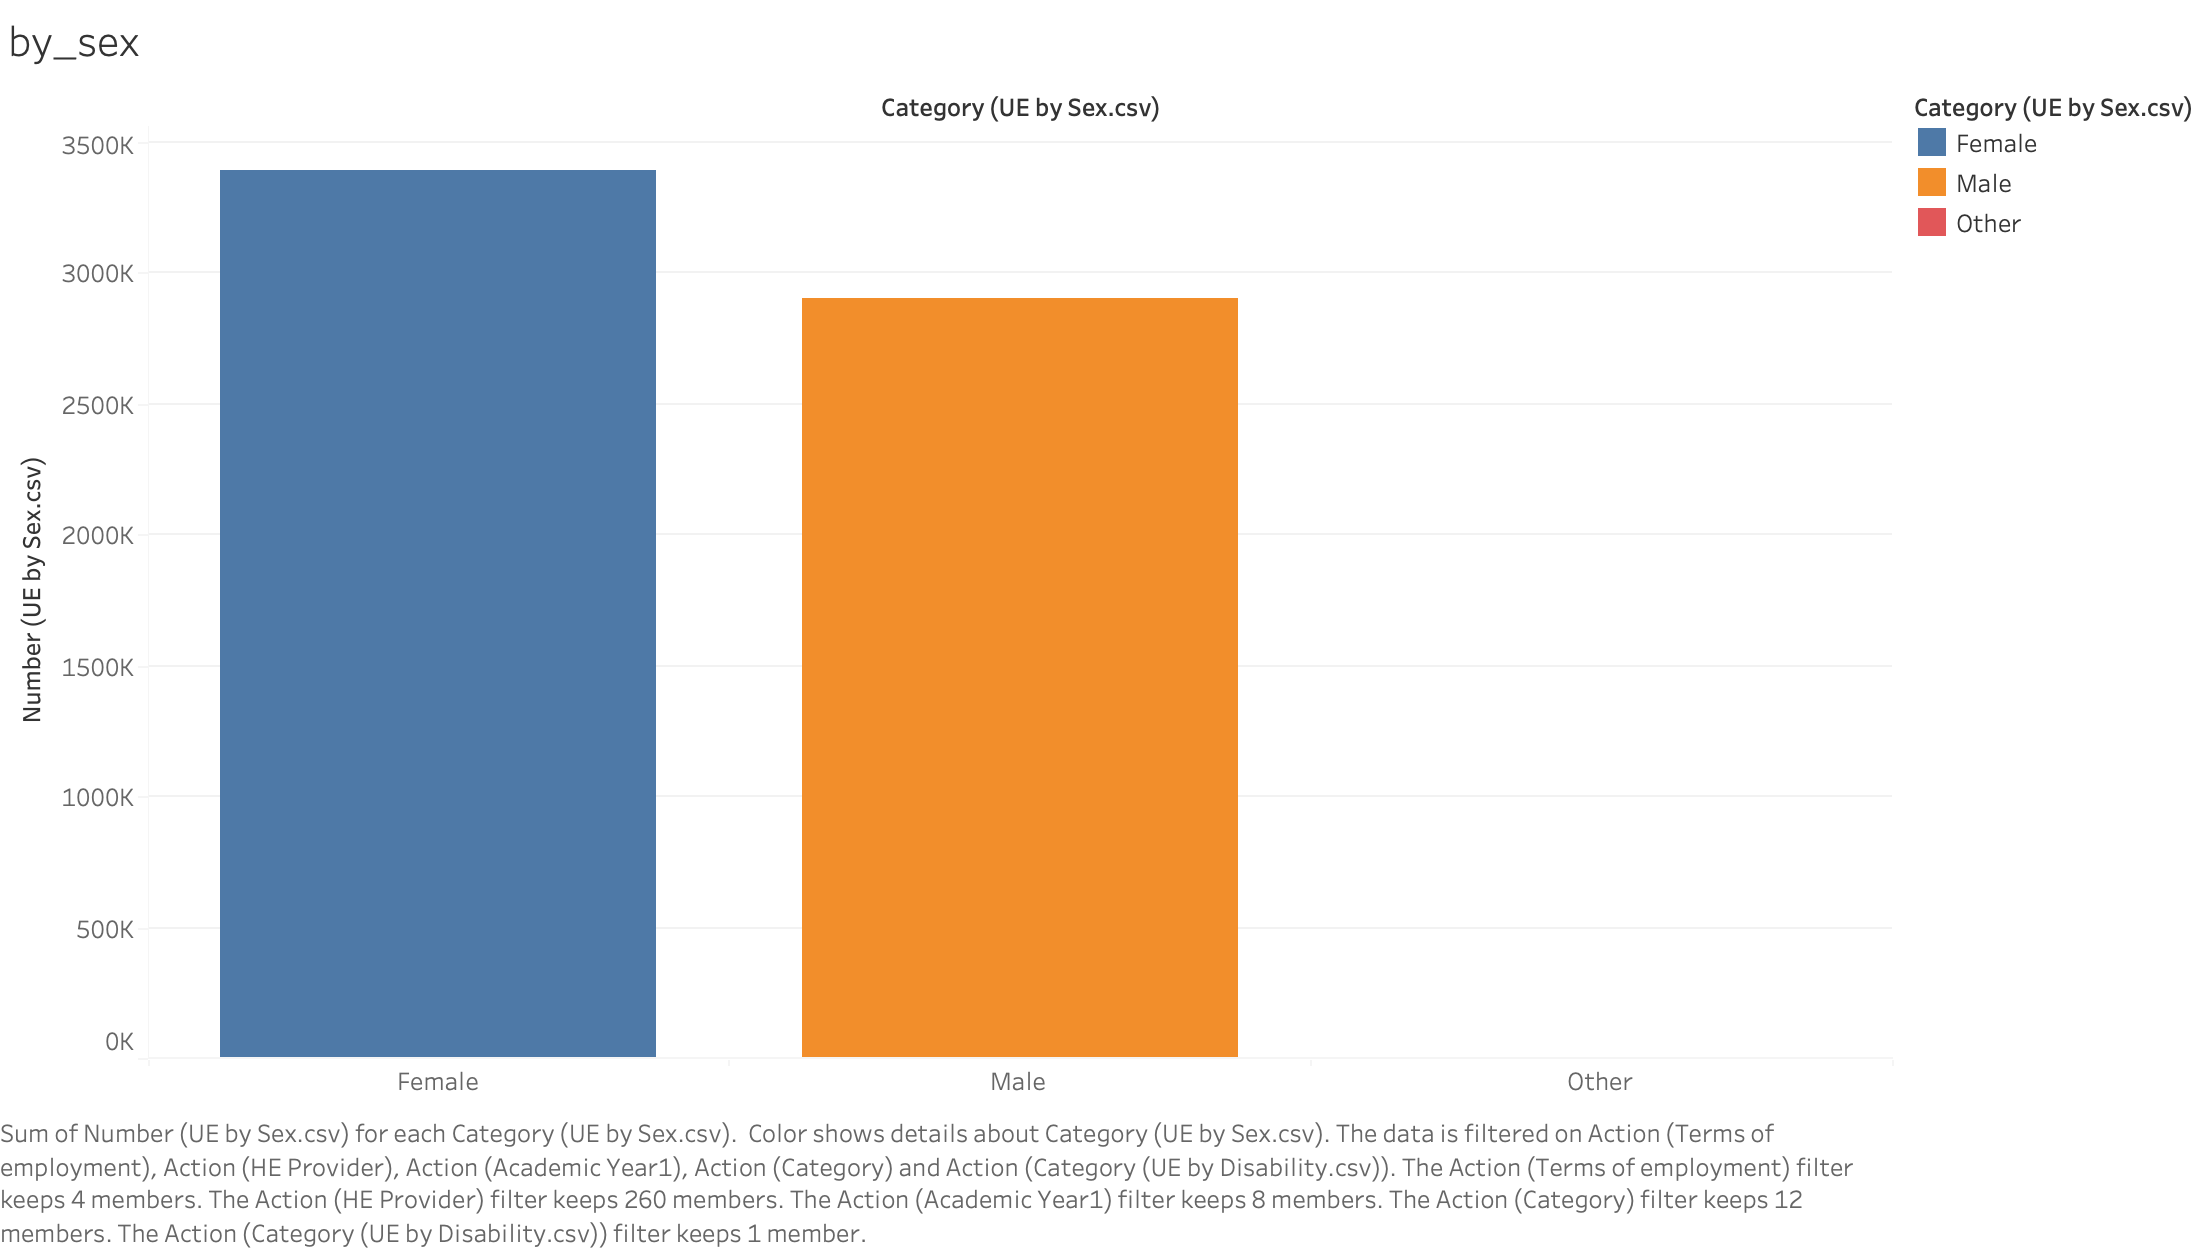 by_sex
Category (UE by Sex.csv)
Category (UE by Sex.csv)
Female
Male
Other
3500K
3000K
2500K
2000K
1500K
1000K
500K
0K
Number (UE by Sex.csv)
Female
Male
Other
Sum of Number (UE by Sex.csv) for each Category (UE by Sex.csv).  Color shows details about Category (UE by Sex.csv). The data is filtered on Action (Terms of
employment), Action (HE Provider), Action (Academic Year1), Action (Category) and Action (Category (UE by Disability.csv)). The Action (Terms of employment) filter
keeps 4 members. The Action (HE Provider) filter keeps 260 members. The Action (Academic Year1) filter keeps 8 members. The Action (Category) filter keeps 12
members. The Action (Category (UE by Disability.csv)) filter keeps 1 member.